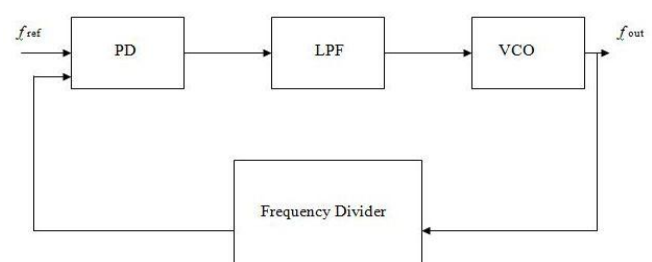 fref
PD
LPF
VCO
fout
Frequency Divider